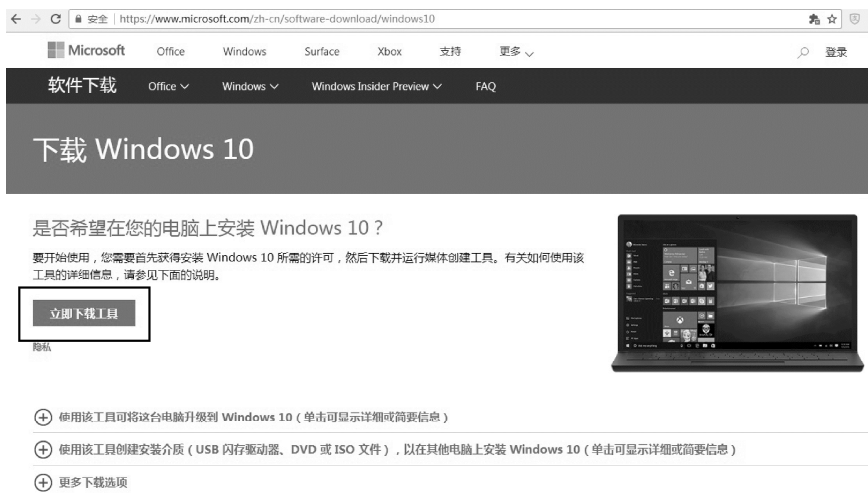 安全 | https://www.microsoft.com/zh-cn/software-download/windows10
Microsoft Office Windows Surface Xbox 支持 更多 登录
软件下载 Office Windows Windows Insider Preview FAQ
下载 Windows 10
是否希望在您的电脑上安装 Windows 10？
要开始使用，您需要首先获得安装 Windows 10 所需的许可，然后下载并运行媒体创建工具。有关如何使用该
工具的详细信息，请参见下面的说明。
立即下载工具
隐私
使用该工具可将这台电脑升级到 Windows 10（单击可显示详细或简要信息）
使用该工具创建安装介质（USB 闪存驱动器、DVD 或 ISO 文件），以在其他电脑上安装 Windows 10（单击可显示详细或简要信息）
更多下载选项